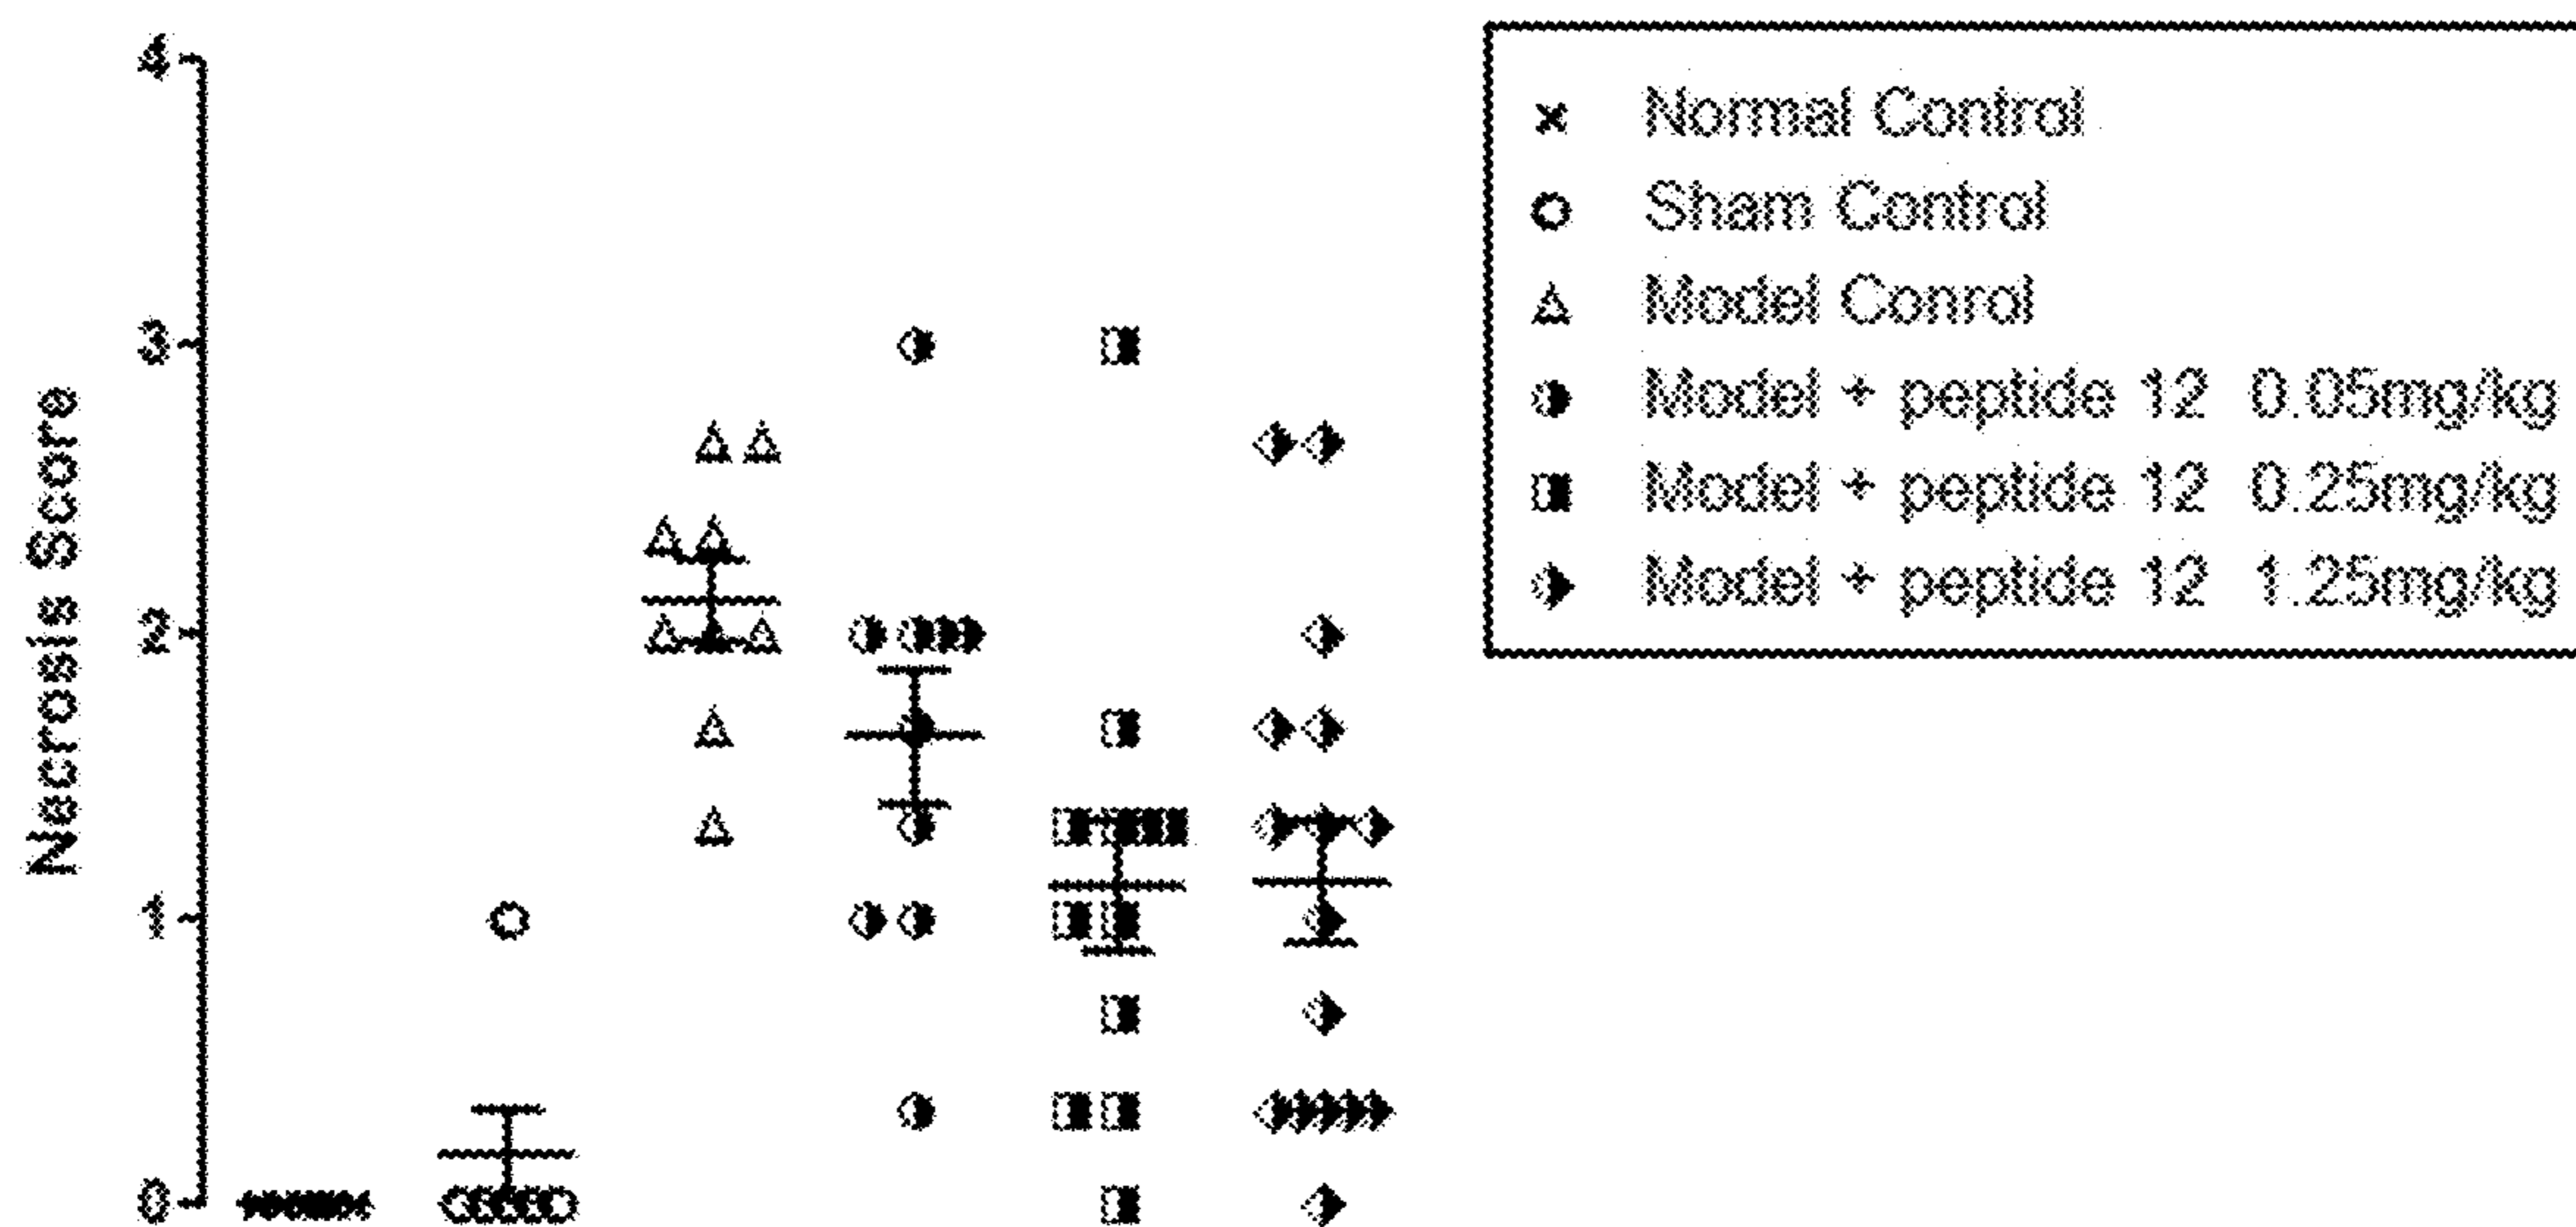 Necrosis Score
4
3
2
1
0
Normal Control
Sham Control
Model Conrol
Model + peptide 12 0.05mg/kg
Model + peptide 12 0.25mg/kg
Model + peptide 12 1.25mg/kg